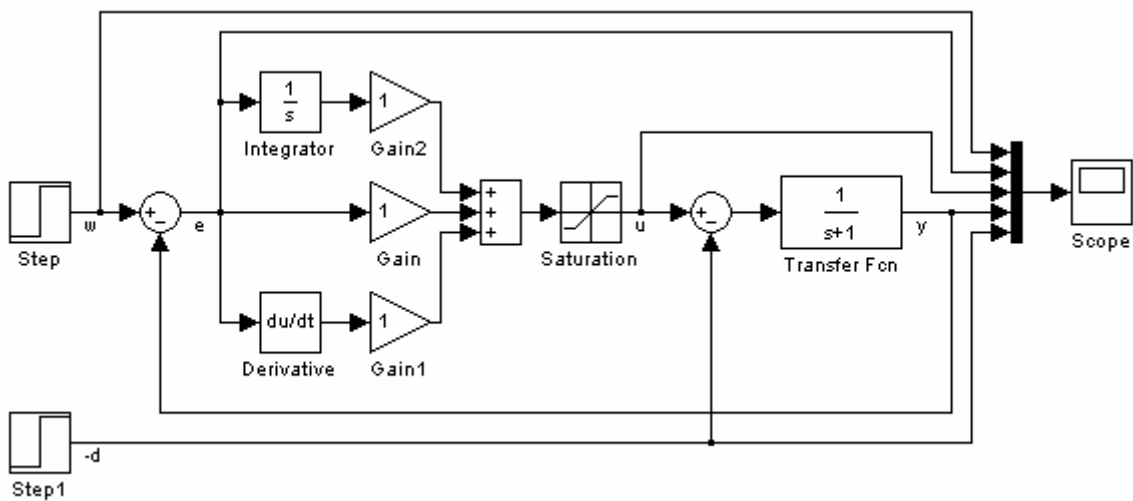 1
s
1
Integrator
Gain2
+
−
w
e
Step
1
Gain
+
+
+
Saturation
u
+
−
1
s+1
Transfer Fcn
y
Scope
du/dt
1
Derivative
Gain1
-d
Step1